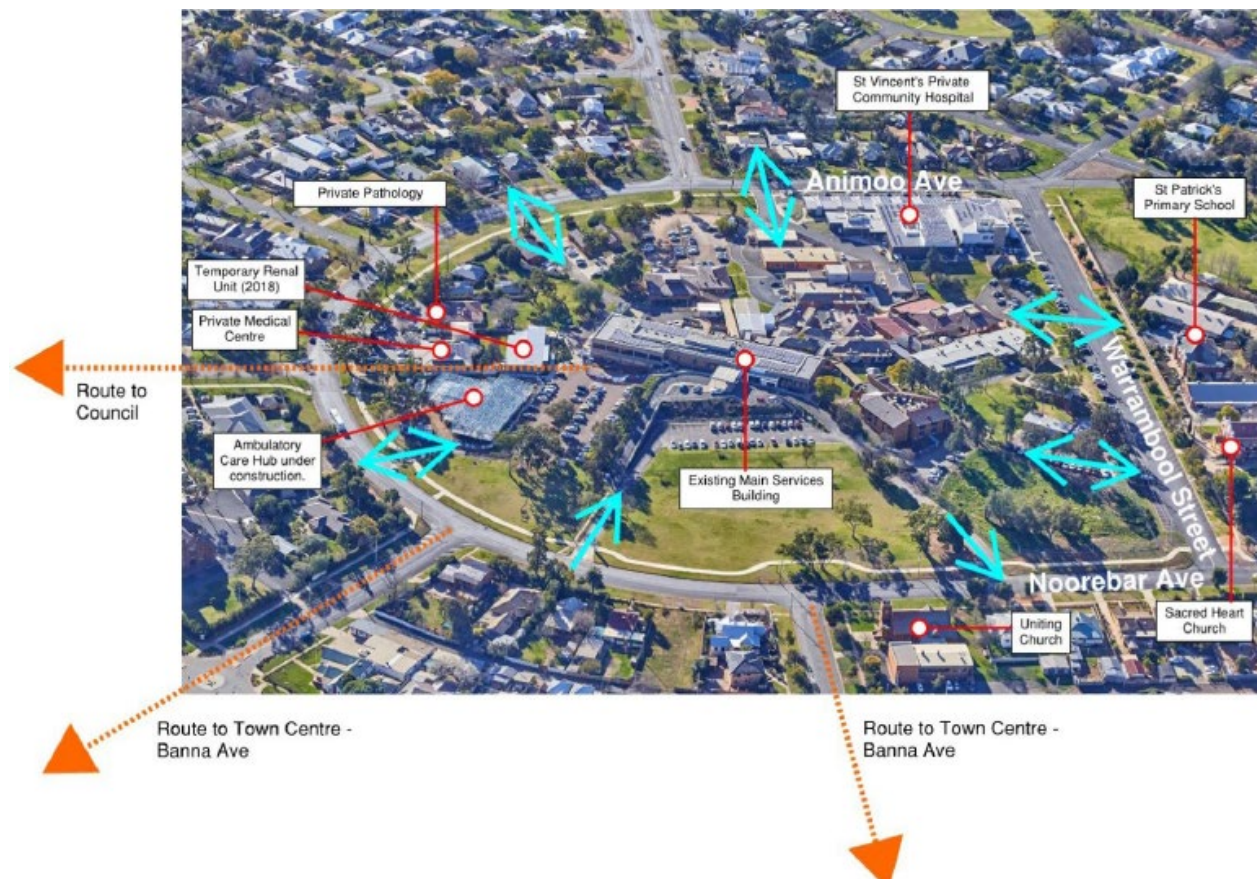 St Vincent's Private
Community Hospital
Animoo Ave
Private Pathology
St Patrick's
Primary School
Temporary Renal
Unit (2018)
Private Medical
Centre
Route to
Council
Warrambool Street
Ambulatory
Care Hub under
construction.
Existing Main Services
Building
Noorebar Ave
Uniting
Church
Sacred Heart
Church
Route to Town Centre -
Banna Ave
Route to Town Centre -
Banna Ave